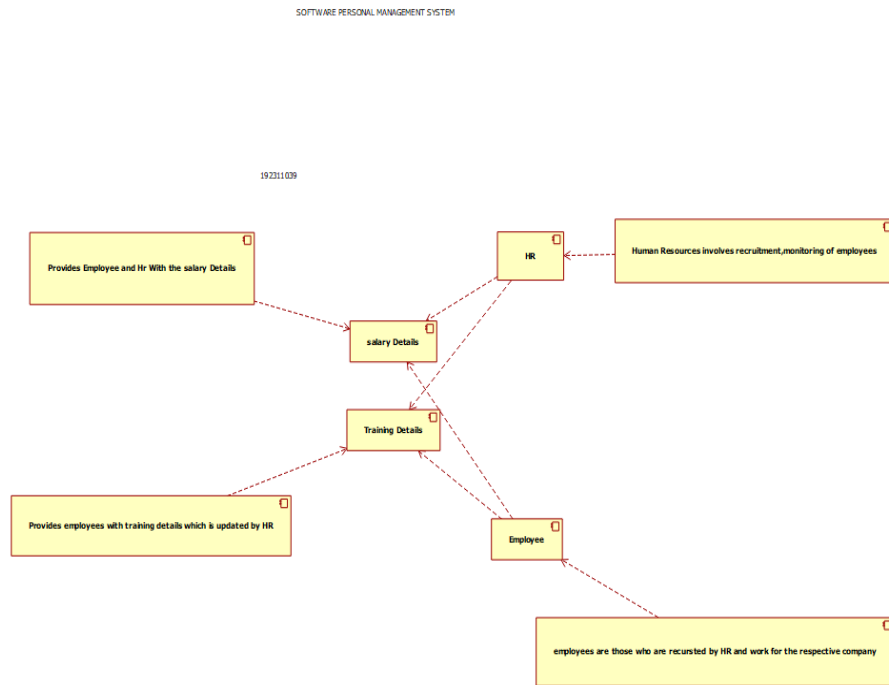 SOFTWARE PERSONAL MANAGEMENT SYSTEM
192311039
Provides Employee and Hr With the salary Details
HR
Human Resources involves recruitment,monitoring of employees
salary Details
Training Details
Provides employees with training details which is updated by HR
Employee
employees are those who are recursted by HR and work for the respective company